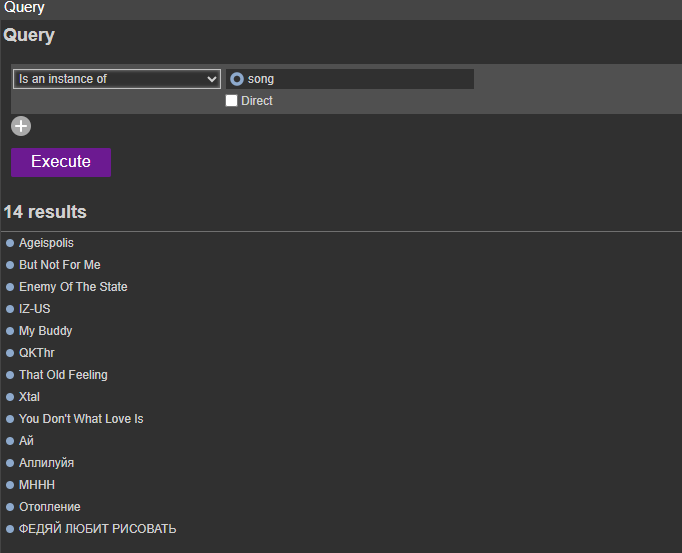 Query
Query
Is an instance of
song
Direct
Execute
14 results
Ageispolis
But Not For Me
Enemy Of The State
IZ-US
My Buddy
QKThr
That Old Feeling
Xtal
You Don't What Love Is
Ай
Аллилуйя
МННН
Отопление
ФЕДЯЙ ЛЮБИТ РИСОВАТЬ